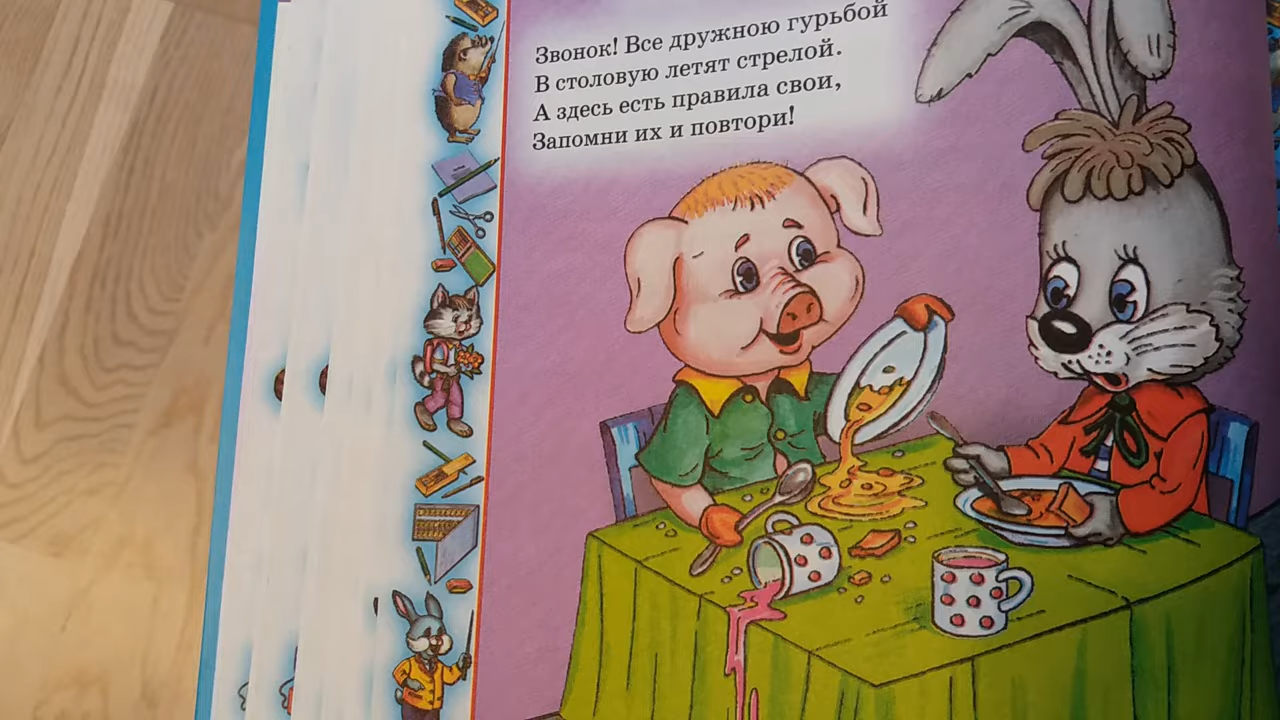 Звонок! Все дружною гурьбой
В столовую летят стрелой.
А здесь есть правила свои,
Запомни их и повтори!